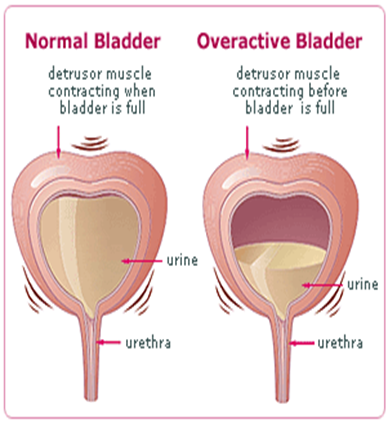 Normal Bladder
detrusor muscle
contracting when
bladder is full
urine
urethra
Overactive Bladder
detrusor muscle
contracting before
bladder is full
urine
urethra